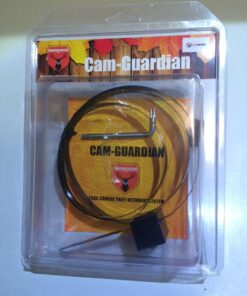 Cam-Guardian
CAM-GUARDIAN
TRAIL CAMERA THEFT DETERRENT SYSTEM